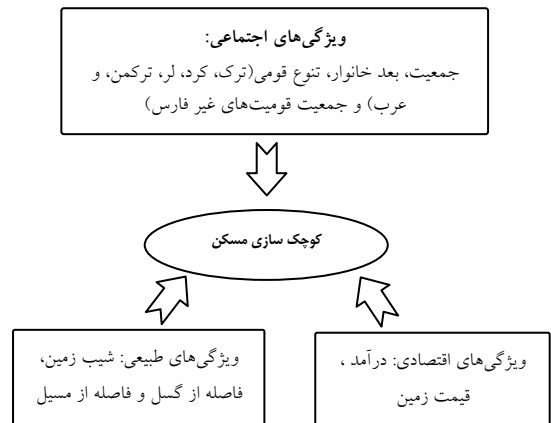 ویژگی‌های اجتماعی:
جمعیت، بعد خانوار، تنوع قومی(ترک، کرد، لر، ترکمن، و
عرب) و جمعیت قومیت‌های غیر فارس)
کوچک سازی مسکن
ویژگی‌های اقتصادی: درآمد ،
قیمت زمین
ویژگی‌های طبیعی: شیب زمین،
فاصله از گسل و فاصله از مسیل